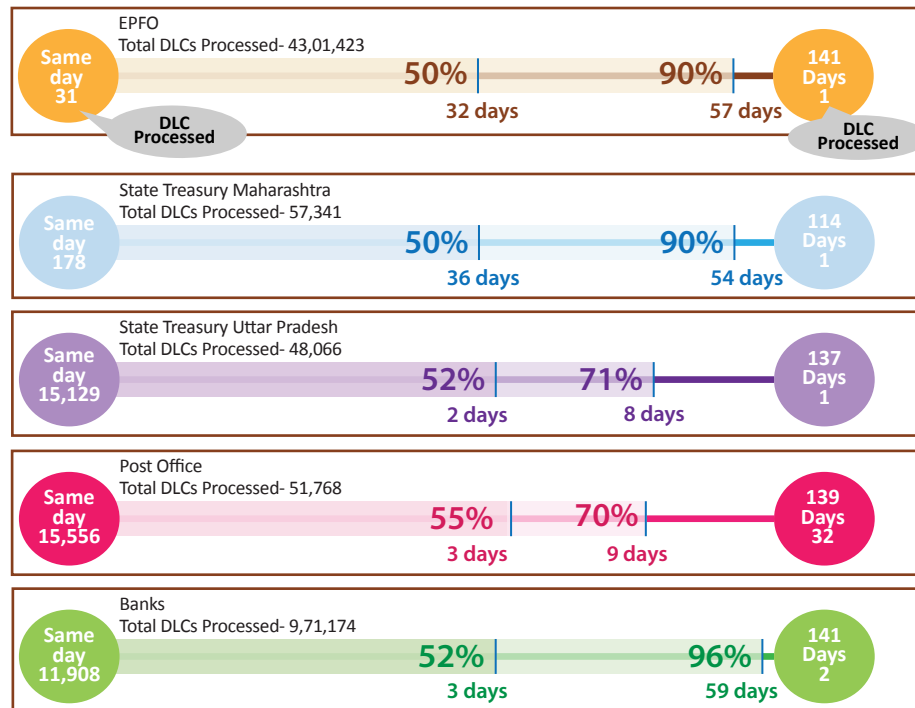 EPFO
Total DLCs Processed- 43,01,423
Same
day
31
50%
90%
141
Days
1
32 days
57 days
DLC
Processed
DLC
Processed
State Treasury Maharashtra
Total DLCs Processed- 57,341
Same
day
178
50%
90%
114
Days
1
36 days
54 days
State Treasury Uttar Pradesh
Total DLCs Processed- 48,066
Same
day
15,129
52%
71%
137
Days
1
2 days
8 days
Post Office
Total DLCs Processed- 51,768
Same
day
15,556
55%
70%
139
Days
32
3 days
9 days
Banks
Total DLCs Processed- 9,71,174
Same
day
11,908
52%
96%
141
Days
2
3 days
59 days